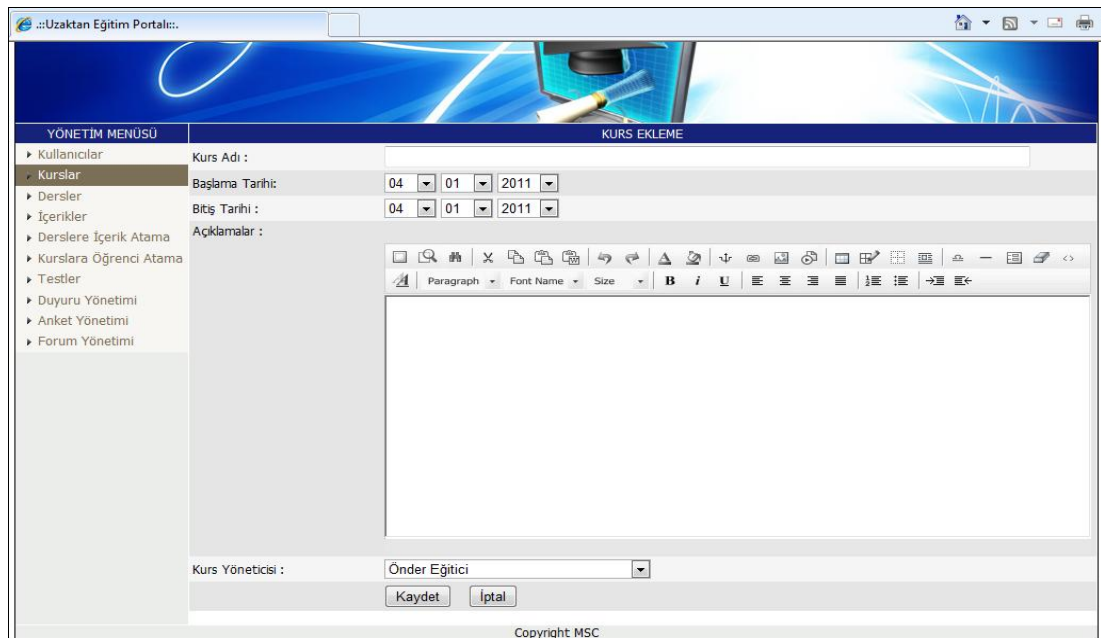 .::Uzaktan Eğitim Portalı::.
YÖNETİM MENÜSÜ
KURS EKLEME
Kullanıcılar
Kurslar
Dersler
İçerikler
Derslere İçerik Atama
Kurslara Öğrenci Atama
Testler
Duyuru Yönetimi
Anket Yönetimi
Forum Yönetimi
Kurs Adı :
Başlama Tarihi: 04 01 2011
Bitiş Tarihi : 04 01 2011
Açıklamalar :
Paragraph Font Name Size B i U
Kurs Yöneticisi : Önder Eğitici
Kaydet İptal
Copyright MSC